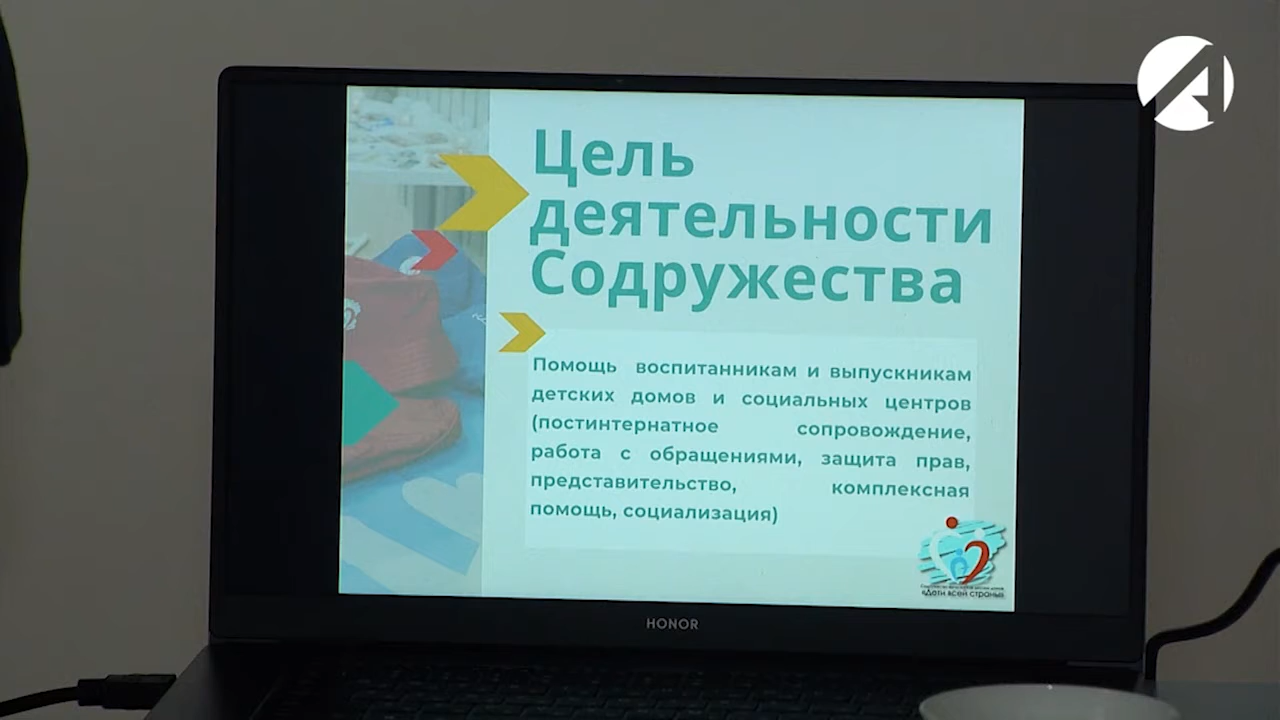 Цель
деятельности
Содружества
Помощь воспитанникам и выпускникам
детских домов и социальных центров
(постинтернатное сопровождение,
работа с обращениями, защита прав,
представительство, комплексная
помощь, социализация)
«Дети всей страны»
HONOR